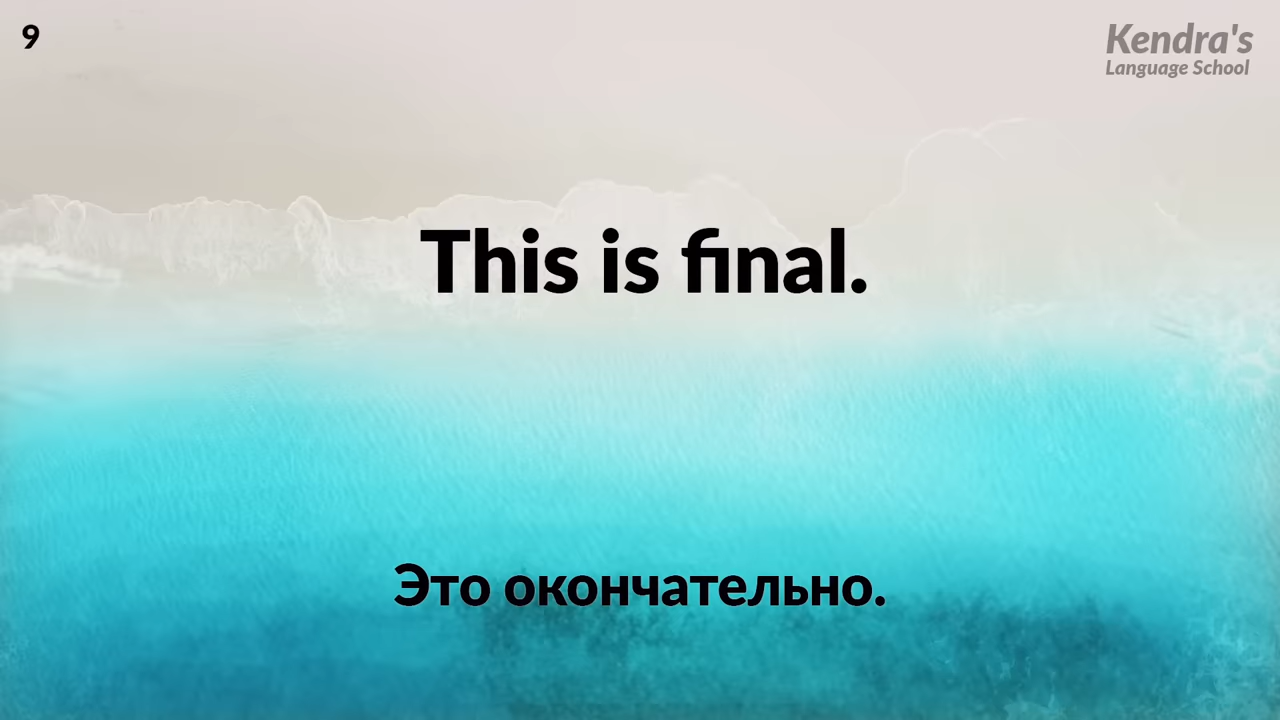 9
Kendra's
Language School
This is final.
Это окончательно.